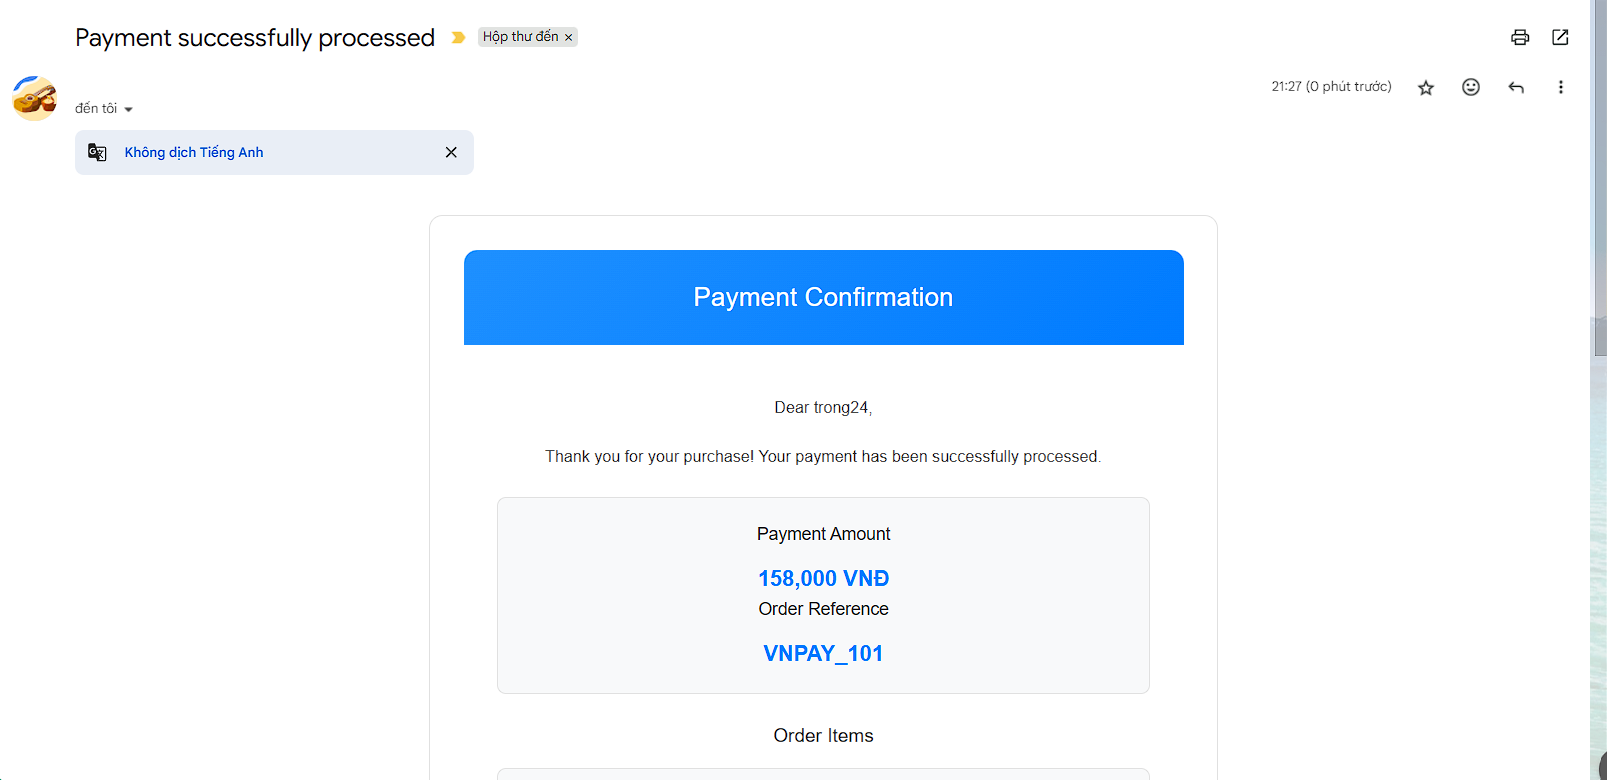 Payment successfully processed
Hộp thư đến ×
21:27 (0 phút trước)
đến tôi
Không dịch Tiếng Anh
Payment Confirmation
Dear trong24,
Thank you for your purchase! Your payment has been successfully processed.
Payment Amount
158,000 VNĐ
Order Reference
VNPAY_101
Order Items